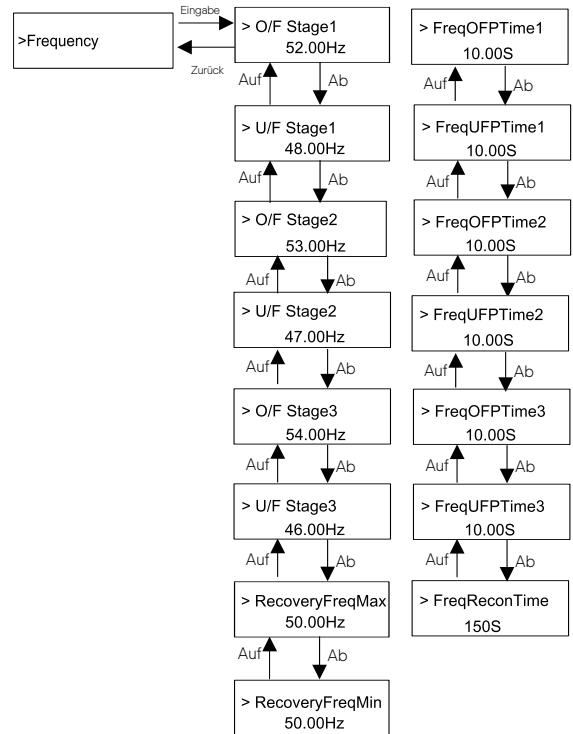 >Frequency
Eingabe
Zurück
> O/F Stage1
52.00Hz
Auf
Ab
> U/F Stage1
48.00Hz
Auf
Ab
> O/F Stage2
53.00Hz
Auf
Ab
> U/F Stage2
47.00Hz
Auf
Ab
> O/F Stage3
54.00Hz
Auf
Ab
> U/F Stage3
46.00Hz
Auf
Ab
> RecoveryFreqMax
50.00Hz
Auf
Ab
> RecoveryFreqMin
50.00Hz
> FreqOFPTime1
10.00S
Auf
Ab
> FreqUFPTime1
10.00S
Auf
Ab
> FreqOFPTime2
10.00S
Auf
Ab
> FreqUFPTime2
10.00S
Auf
Ab
> FreqOFPTime3
10.00S
Auf
Ab
> FreqUFPTime3
10.00S
Auf
Ab
> FreqReconTime
150S